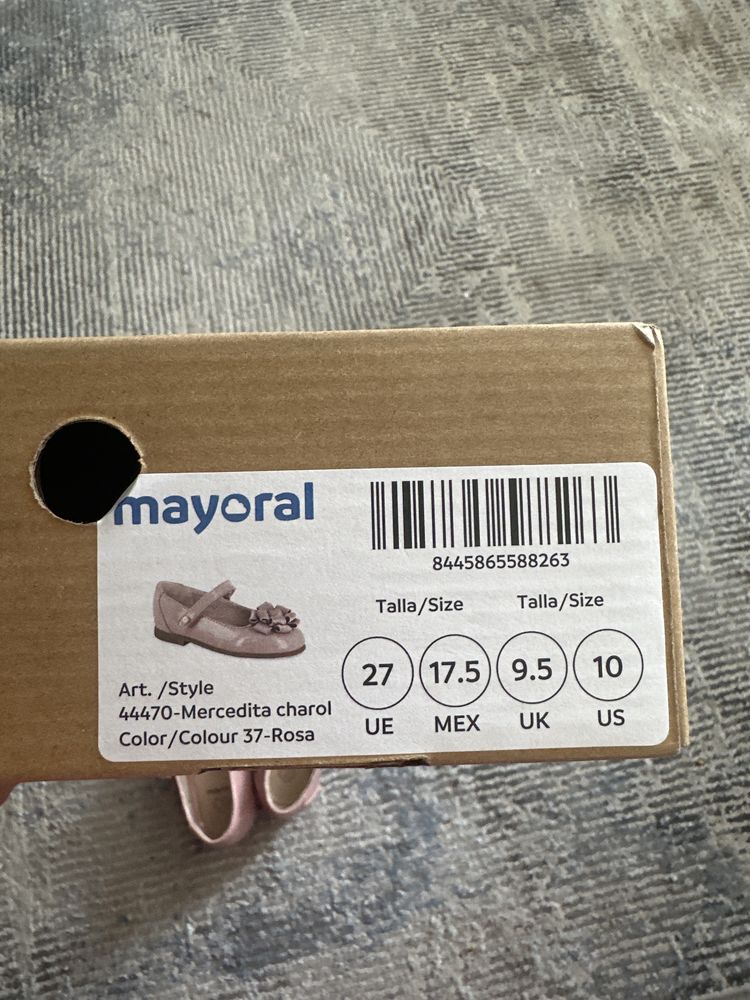 mayoral
8445865588263
Talla/Size Talla/Size
27 17.5 9.5 10
UE MEX UK US
Art. /Style
44470-Mercedita charol
Color/Colour 37-Rosa